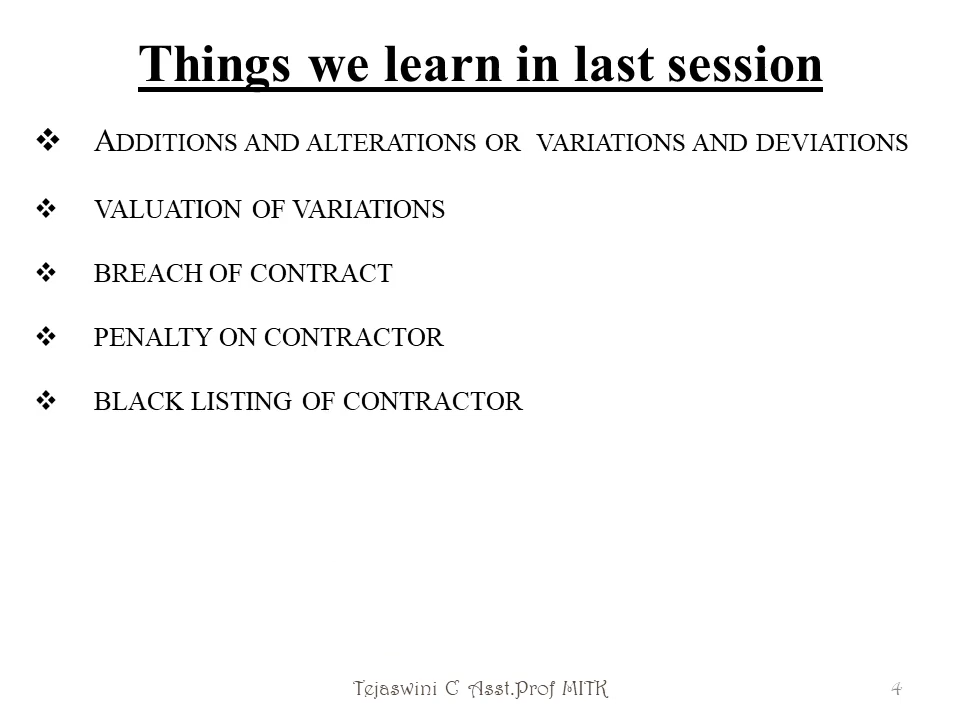 Things we learn in last session
❖ ADDITIONS AND ALTERATIONS OR VARIATIONS AND DEVIATIONS
❖ VALUATION OF VARIATIONS
❖ BREACH OF CONTRACT
❖ PENALTY ON CONTRACTOR
❖ BLACK LISTING OF CONTRACTOR
Tejaswini C Asst.Prof MITK 4